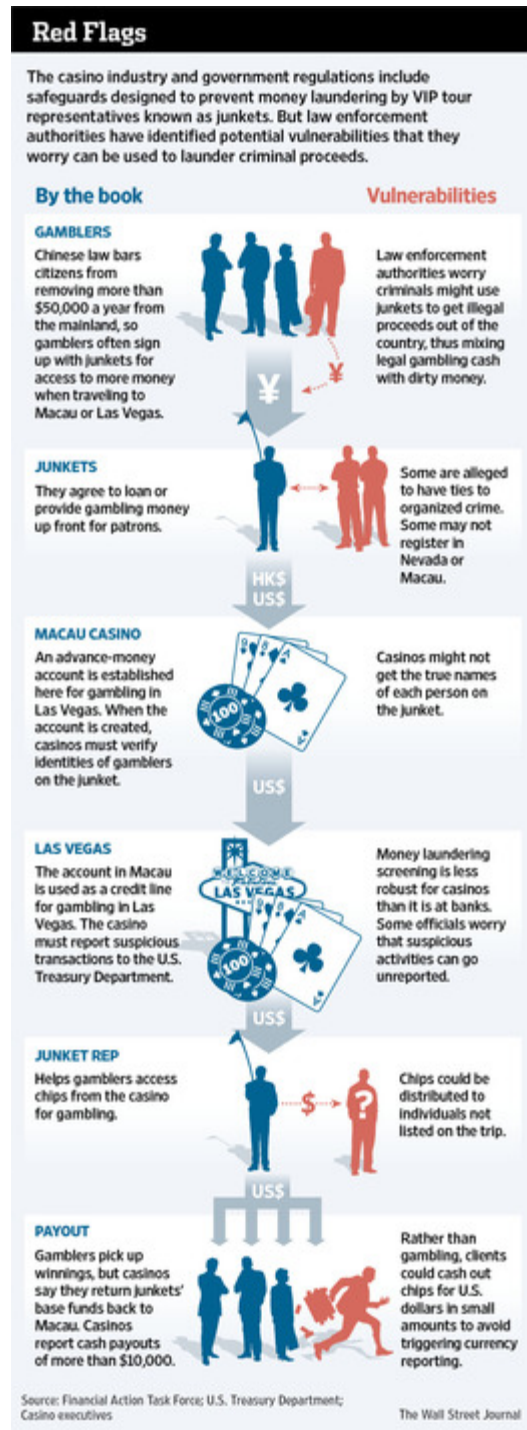 Red Flags
The casino industry and government regulations include
safeguards designed to prevent money laundering by VIP tour
representatives known as junkets. But law enforcement
authorities have identified potential vulnerabilities that they
worry can be used to launder criminal proceeds.
By the book
Vulnerabilities
GAMBLERS
Chinese law bars
citizens from
removing more than
$50,000 a year from
the mainland, so
gamblers often sign
up with junkets for
access to more money
when traveling to
Macau or Las Vegas.
Law enforcement
authorities worry
criminals might use
junkets to get illegal
proceeds out of the
country, thus mixing
legal gambling cash
with dirty money.
¥
¥
JUNKETS
They agree to loan or
provide gambling money
up front for patrons.
Some are alleged
to have ties to
organized crime.
Some may not
register in
Nevada or
Macau.
HK$
US$
MACAU CASINO
An advance-money
account is established
here for gambling in
Las Vegas. When the
account is created,
casinos must verify
identities of gamblers
on the junket.
9 8 A
100
Casinos might not
get the true names
of each person on
the junket.
US$
LAS VEGAS
The account in Macau
is used as a credit line
for gambling in Las
Vegas. The casino
must report suspicious
transactions to the U.S.
Treasury Department.
WELCOME
LAS VEGAS
9 8 A
100
Money laundering
screening is less
robust for casinos
than it is at banks.
Some officials worry
that suspicious
activities can go
unreported.
US$
JUNKET REP
Helps gamblers access
chips from the casino
for gambling.
$
?
Chips could be
distributed to
individuals not
listed on the trip.
US$
PAYOUT
Gamblers pick up
winnings, but casinos
say they return junkets'
base funds back to
Macau. Casinos
report cash payouts
of more than $10,000.
Rather than
gambling, clients
could cash out
chips for U.S.
dollars in small
amounts to avoid
triggering currency
reporting.
Source: Financial Action Task Force; U.S. Treasury Department;
Casino executives
The Wall Street Journal